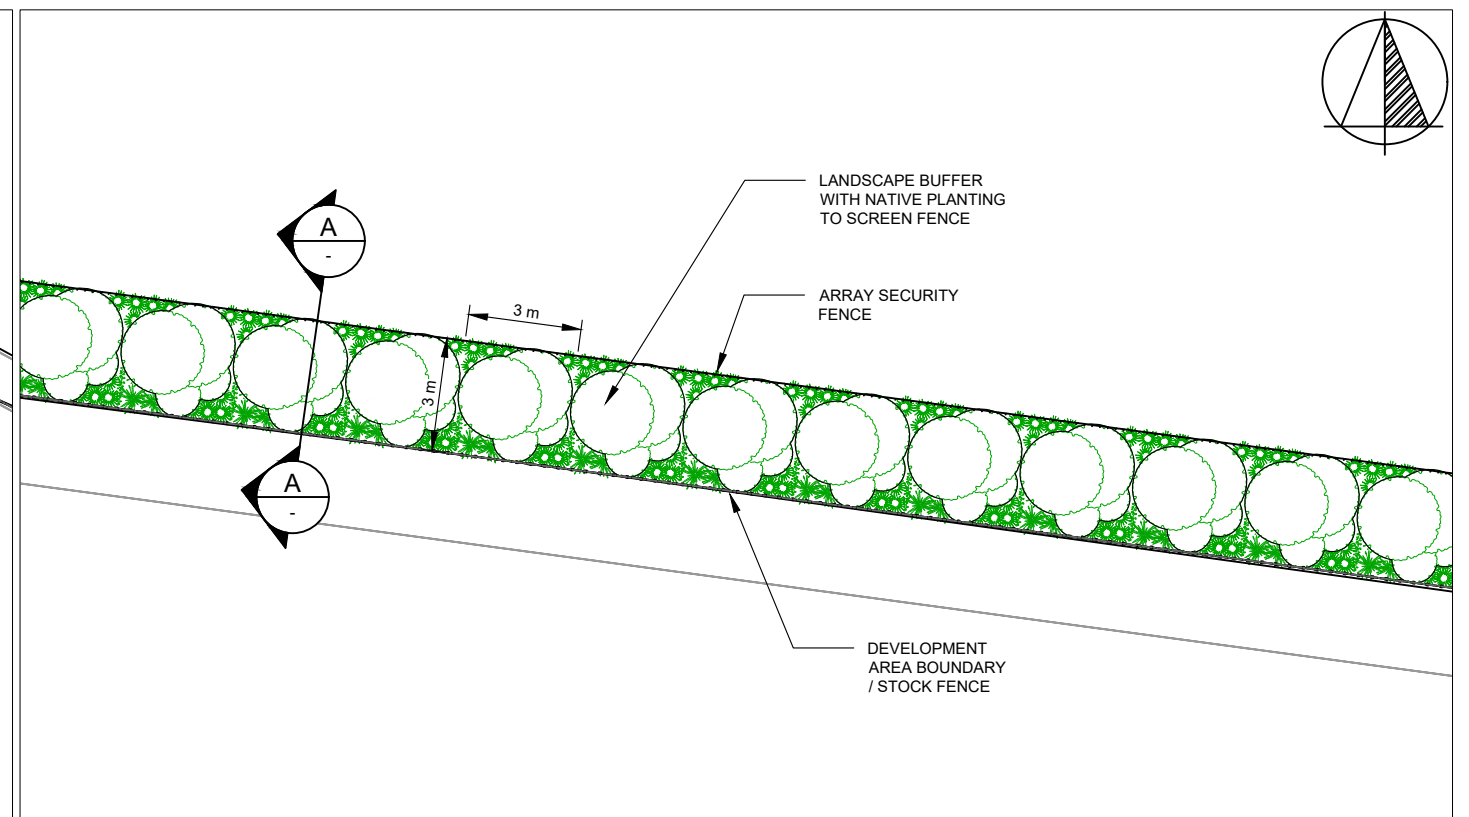 LANDSCAPE BUFFER
WITH NATIVE PLANTING
TO SCREEN FENCE
A
-
ARRAY SECURITY
FENCE
3 m
3 m
A
-
DEVELOPMENT
AREA BOUNDARY
/ STOCK FENCE